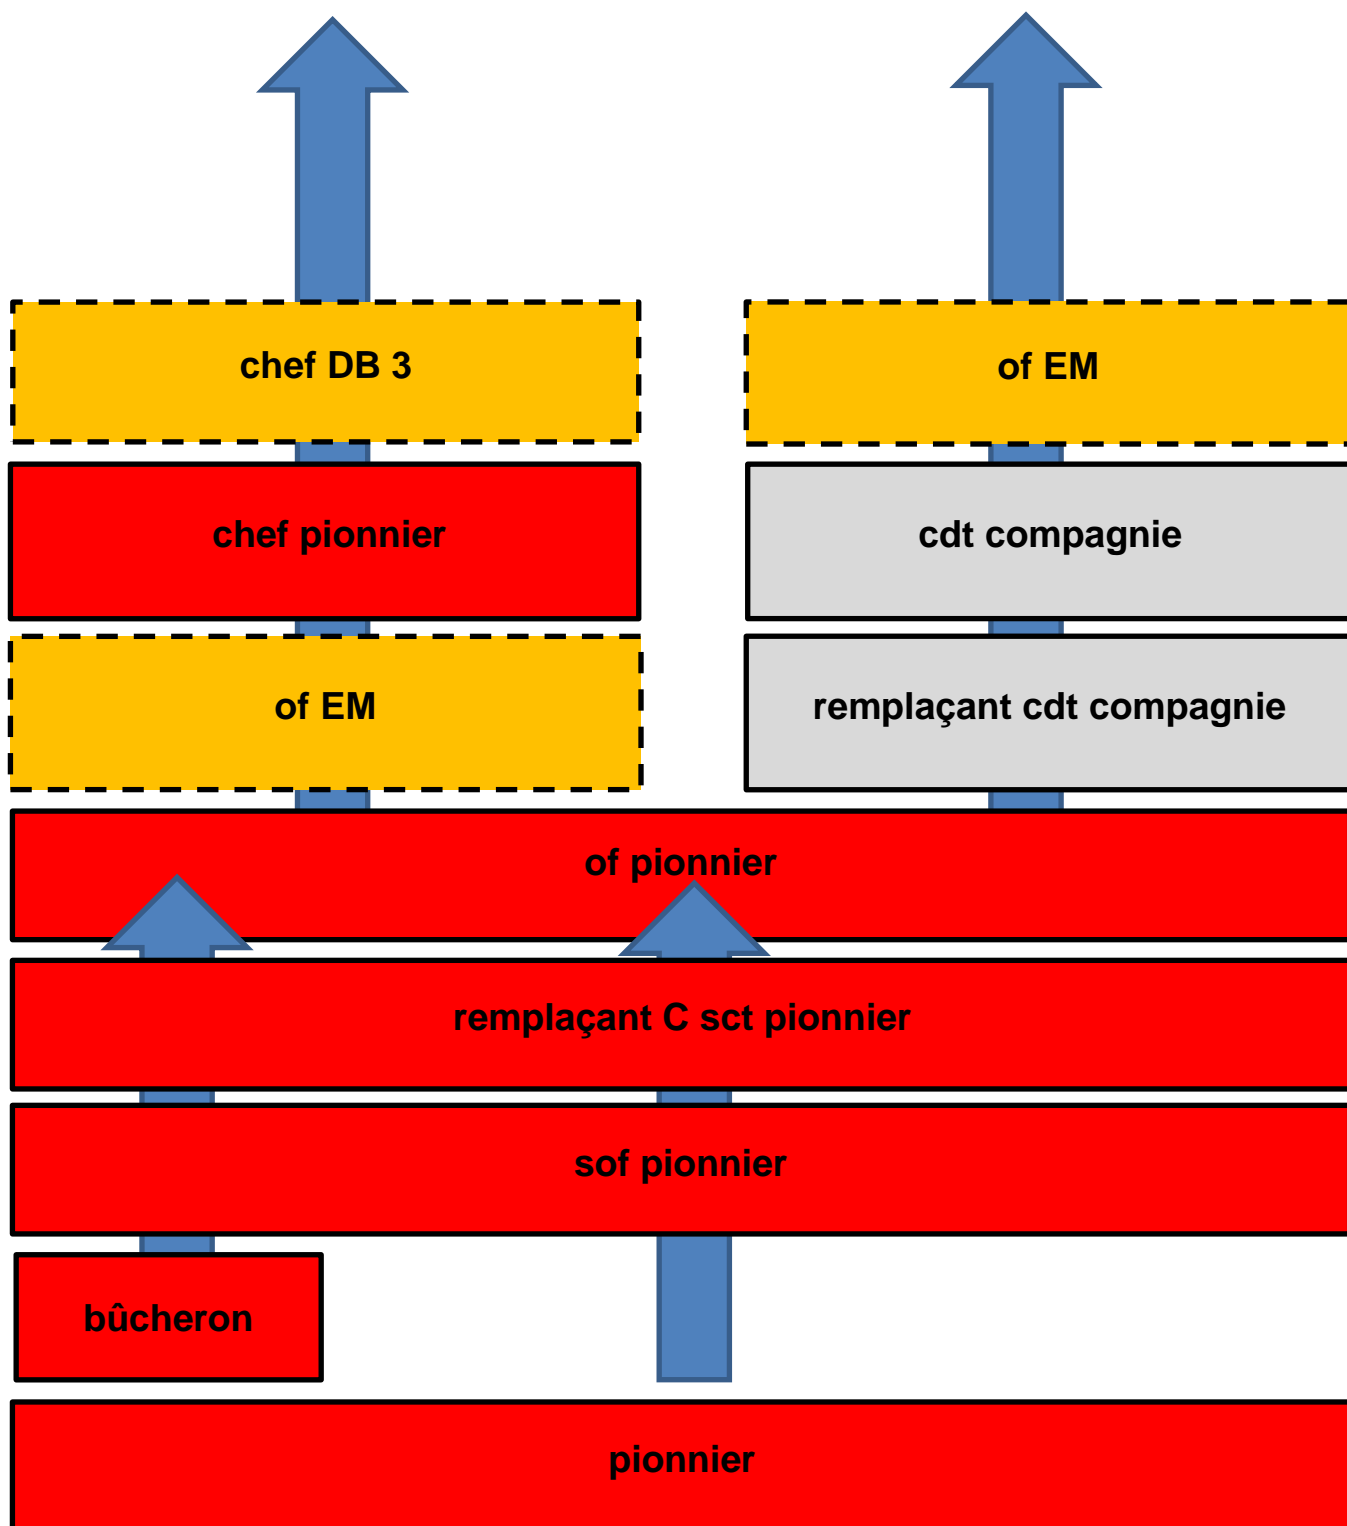 chef DB 3
of EM
chef pionnier
cdt compagnie
of EM
remplaçant cdt compagnie
of pionnier
remplaçant C sct pionnier
sof pionnier
bûcheron
pionnier